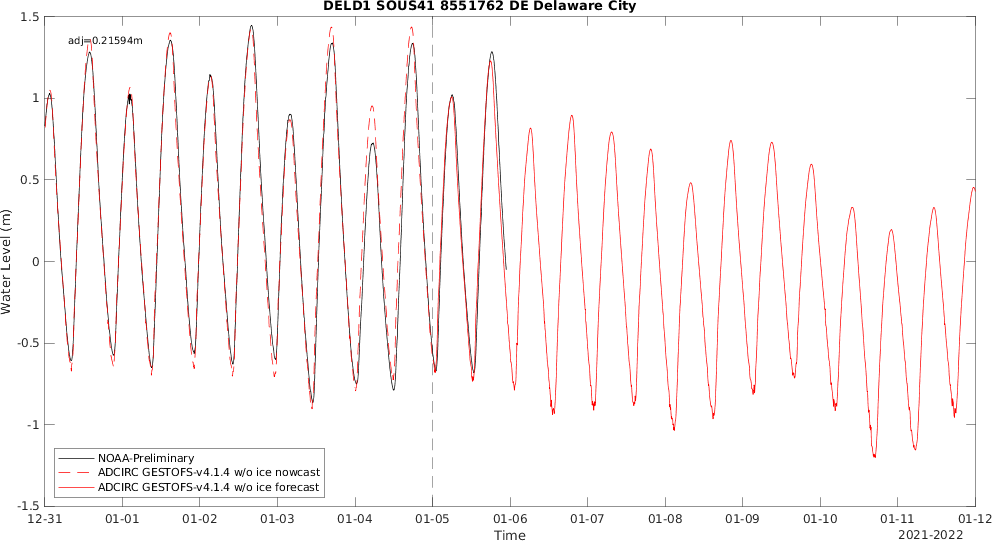 DELD1 SOUS41 8551762 DE Delaware City
adj=0.21594m
1.5
1
0.5
0
-0.5
-1
-1.5
Water Level (m)
NOAA-Preliminary
ADCIRC GESTOFS-v4.1.4 w/o ice nowcast
ADCIRC GESTOFS-v4.1.4 w/o ice forecast
12-31 01-01 01-02 01-03 01-04 01-05 01-06 01-07 01-08 01-09 01-10 01-11 01-12
Time
2021-2022